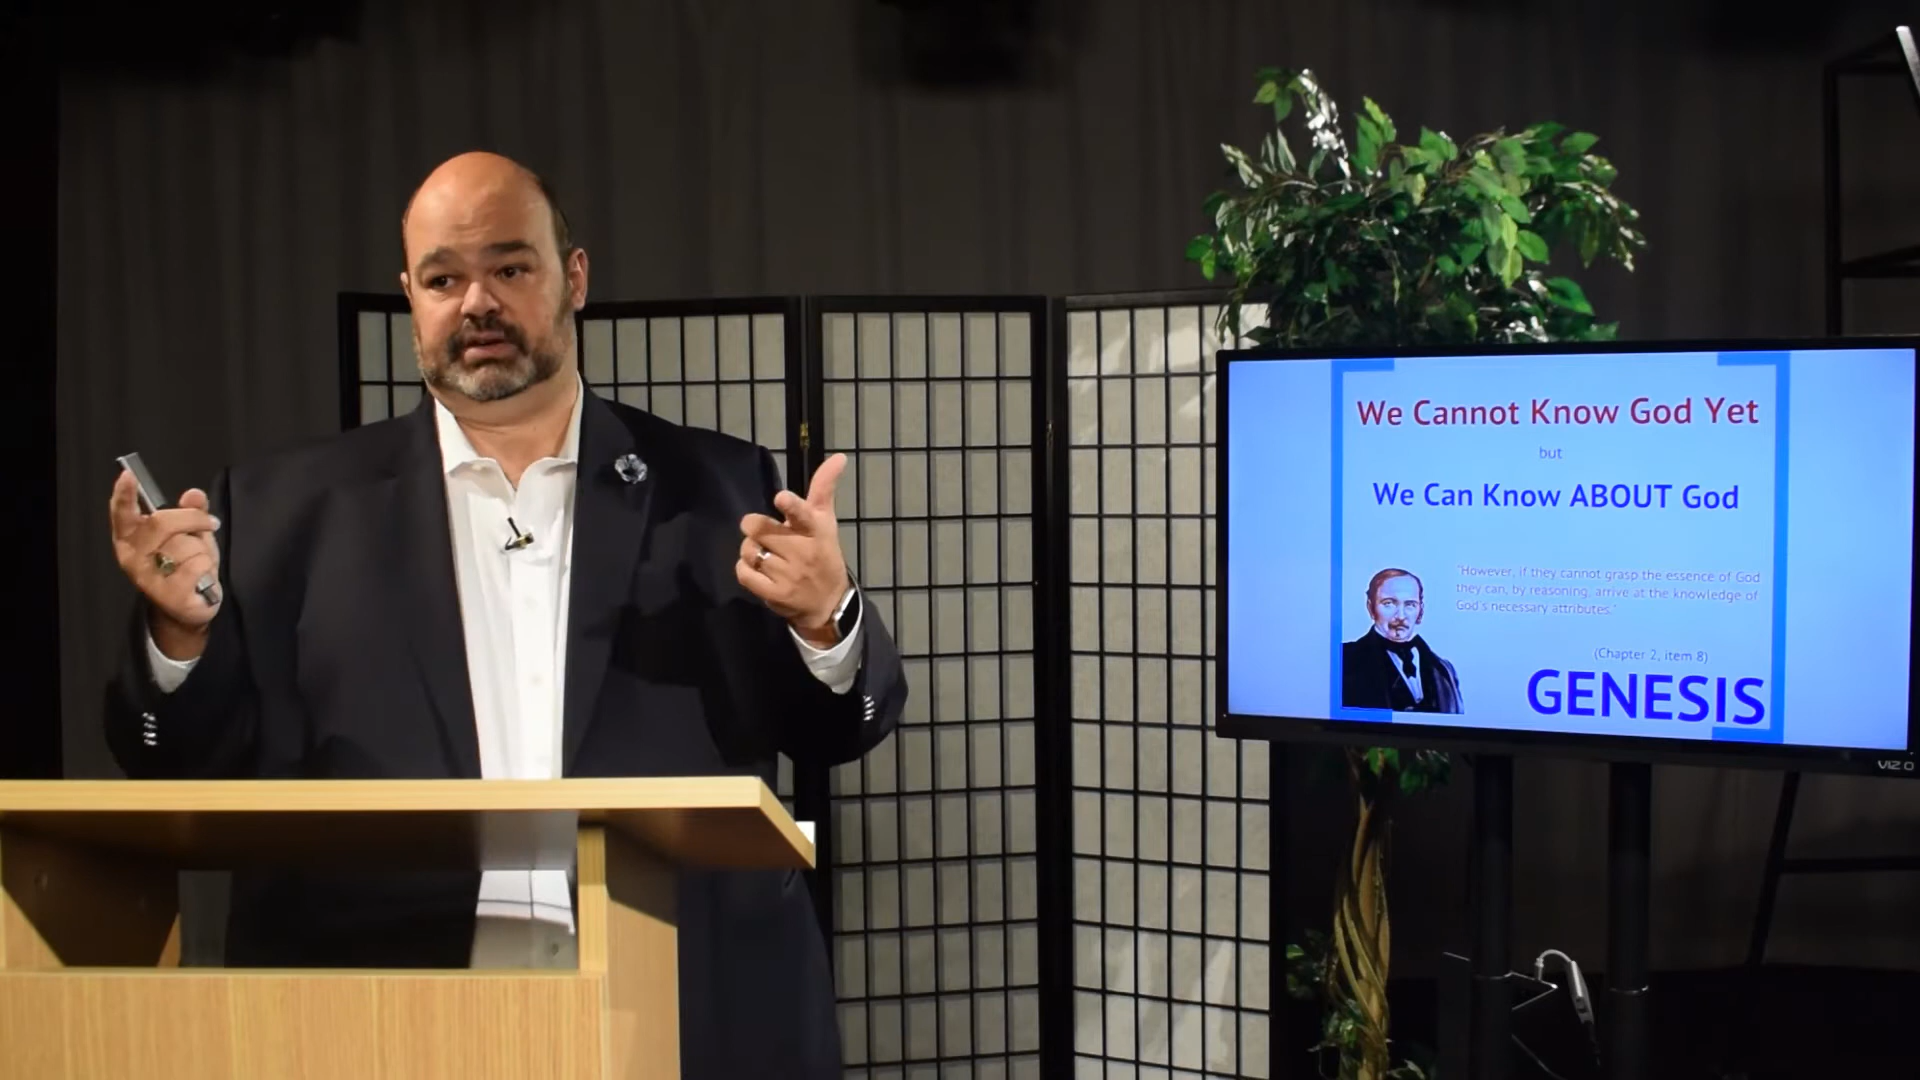 We Cannot Know God Yet
but
We Can Know ABOUT God
"However, if they cannot grasp the essence of God
they can, by reasoning, arrive at the knowledge of
God's necessary attributes."
(Chapter 2, item 8)
GENESIS
VIZIO